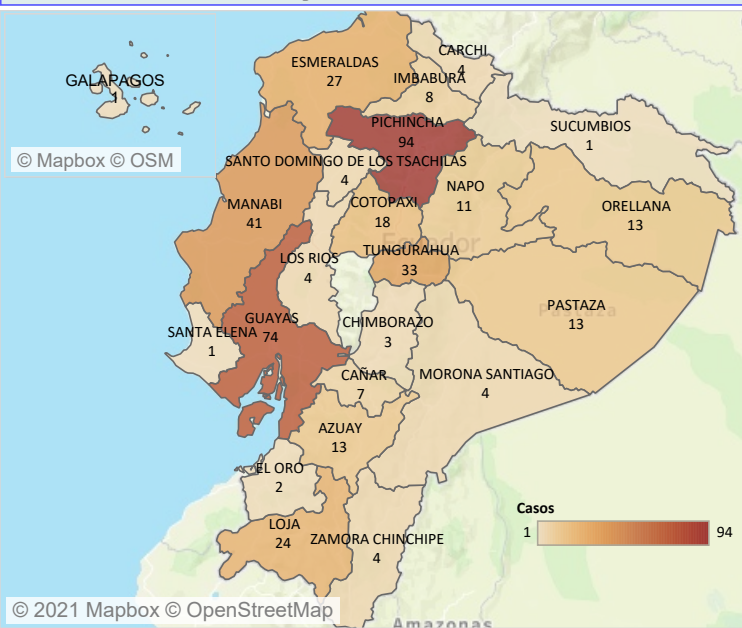 CARCHI
4
ESMERALDAS
27
IMBABURA
8
GALAPAGOS
1
PICHINCHA
94
SUCUMBIOS
1
© Mapbox © OSM
SANTO DOMINGO DE LOS TSACHILAS
4
NAPO
11
MANABI
41
COTOPAXI
18
ORELLANA
13
Ecuador
TUNGURAHUA
33
LOS RIOS
4
PASTAZA
Pastaza
13
GUAYAS
74
SANTA ELENA
1
CHIMBORAZO
3
CAÑAR
7
MORONA SANTIAGO
4
AZUAY
13
EL ORO
2
Casos
1 94
LOJA
24
ZAMORA CHINCHIPE
4
© 2021 Mapbox © OpenStreetMap
Amazonas